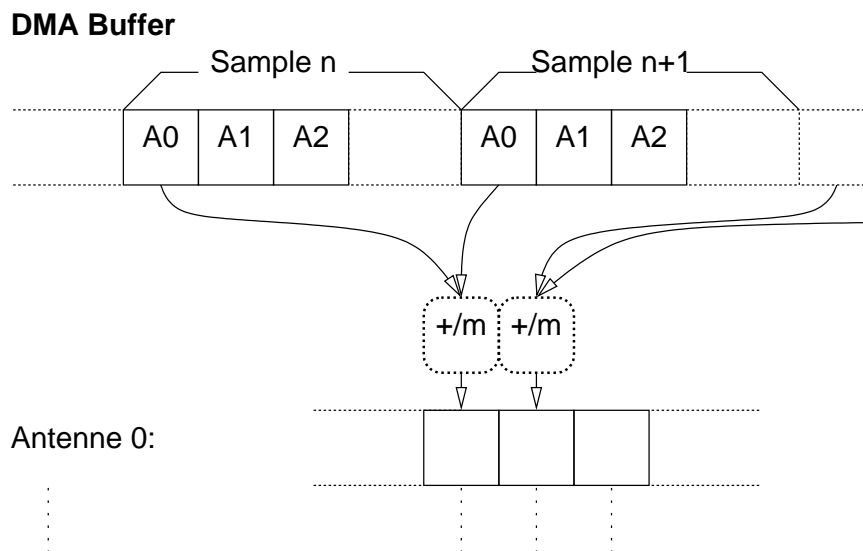 DMA Buffer
Sample n Sample n+1
A0 A1 A2 A0 A1 A2
+/m +/m
Antenne 0: